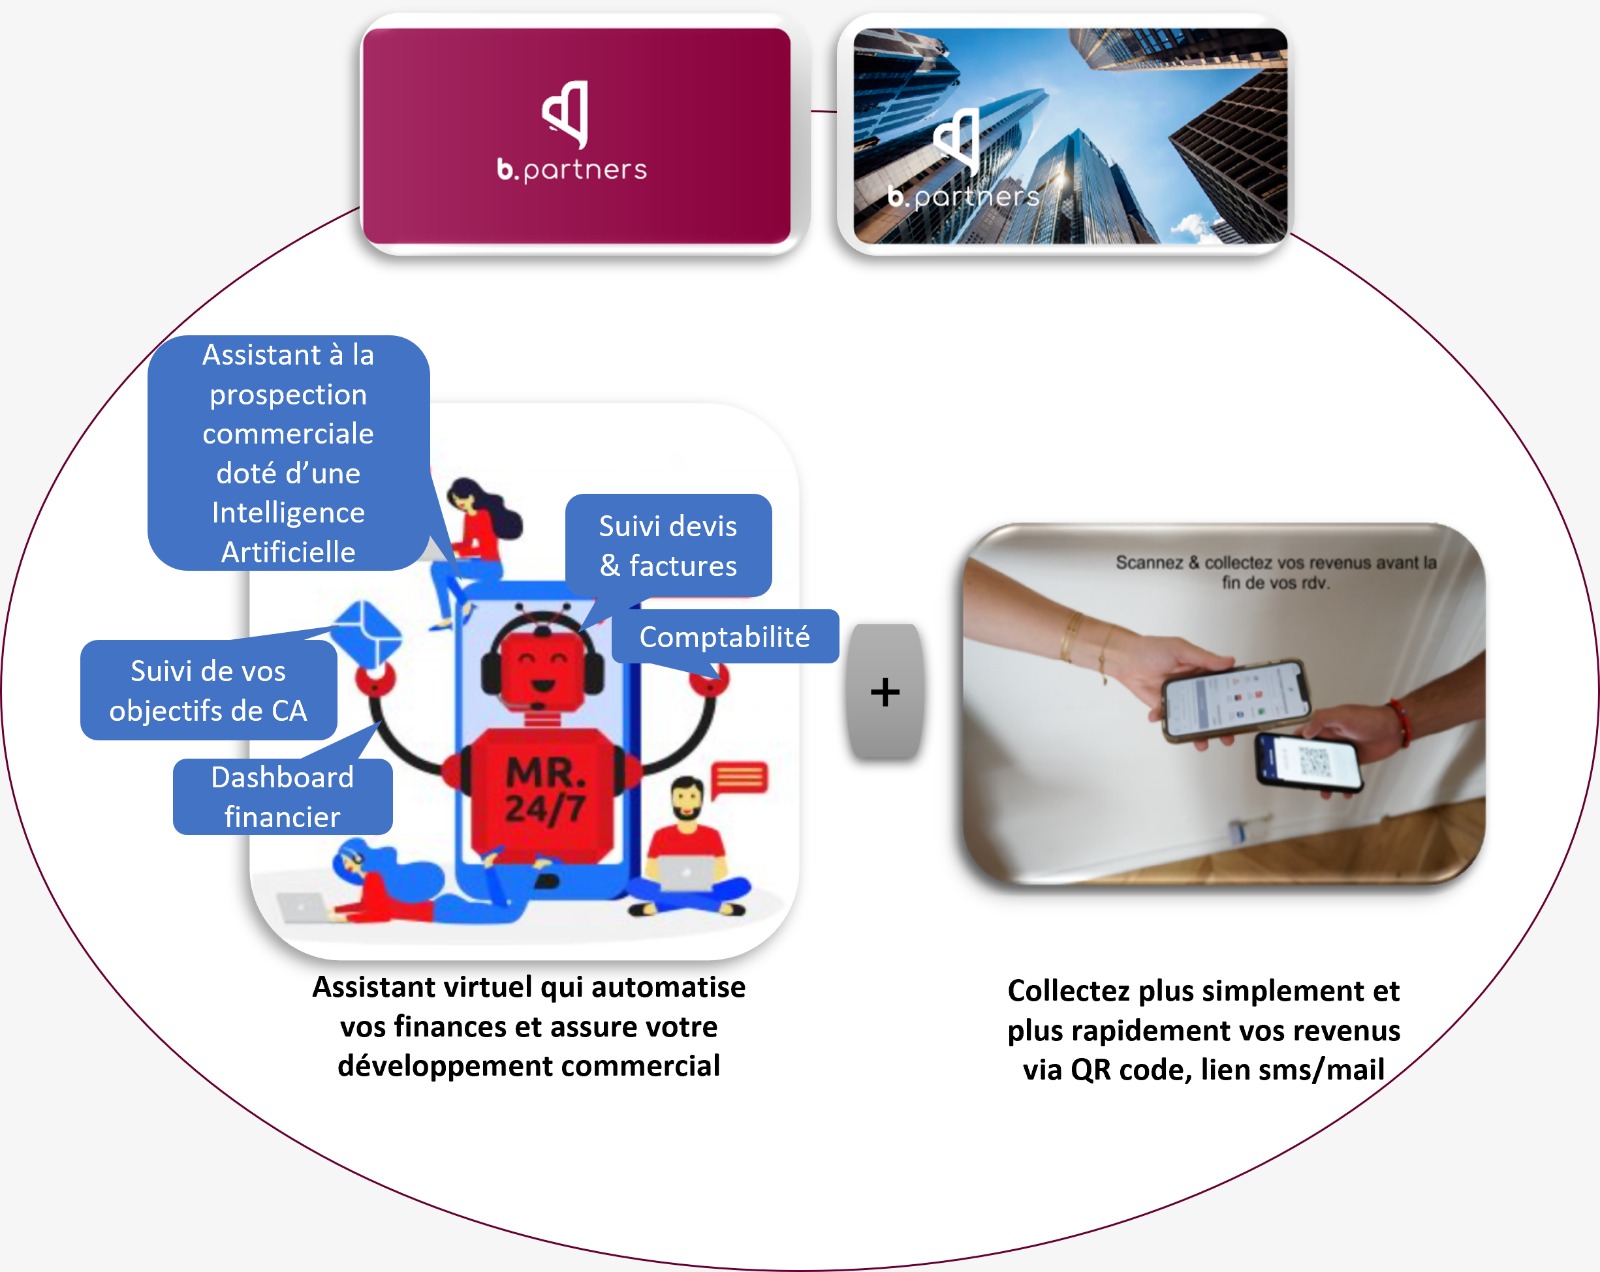 b.partners
b.partners
Assistant à la
prospection
commerciale
doté d’une
Intelligence
Artificielle
Suivi devis
& factures
Comptabilité
Suivi de vos
objectifs de CA
Dashboard
financier
MR.
24/7
+
Scannez & collectez vos revenus avant la
fin de vos rdv.
Assistant virtuel qui automatise
vos finances et assure votre
développement commercial
Collectez plus simplement et
plus rapidement vos revenus
via QR code, lien sms/mail